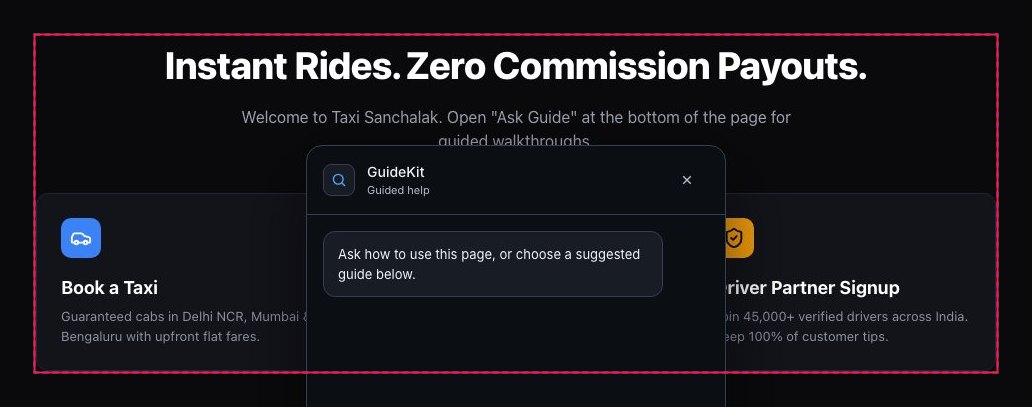 Instant Rides. Zero Commission Payouts.
Welcome to Taxi Sanchalak. Open "Ask Guide" at the bottom of the page for
guided walkthroughs.
GuideKit
Guided help
Ask how to use this page, or choose a suggested
guide below.
Book a Taxi
Guaranteed cabs in Delhi NCR, Mumbai &
Bengaluru with upfront flat fares.
Partner Signup
45,000+ verified drivers across India.
100% of customer tips.